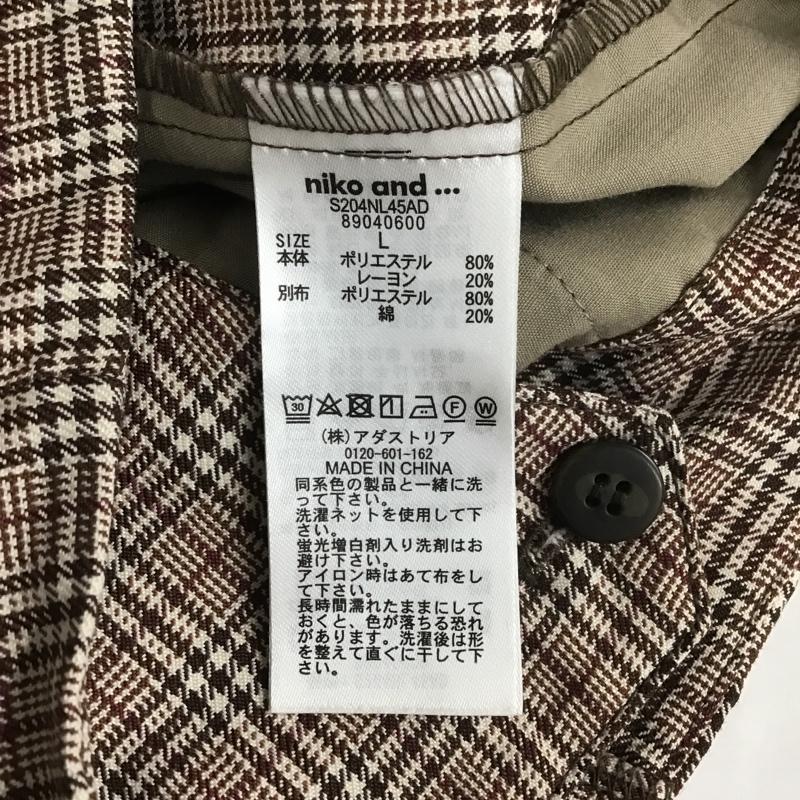 niko and ...
S204NL45AD
89040600
SIZE L
本体 ポリエステル 80%
レーヨン 20%
別布 ポリエステル 80%
綿 20%
30 F W
(株)アダストリア
0120-601-162
MADE IN CHINA
同系色の製品と一緒に洗
って下さい。
洗濯ネットを使用して下
さい。
蛍光増白剤入り洗剤はお
避け下さい。
アイロン時はあて布をし
て下さい。
長時間濡れたままにして
おくと、色が落ちる恐れ
があります。洗濯後は形
を整えて直ぐに干して下
さい。